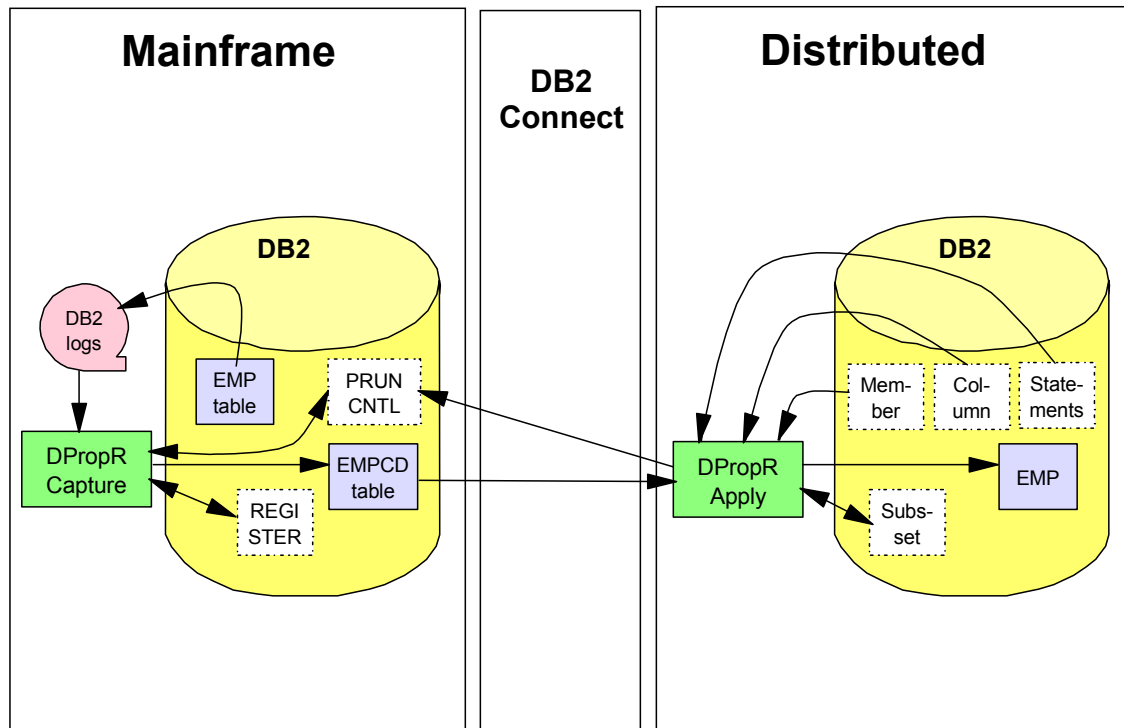 Mainframe
DB2
Connect
Distributed
DB2
DB2
logs
EMP
table
PRUN
CNTL
DPropR
Capture
EMPCD
table
REGI
STER
DB2
Mem-
ber
Col-
umn
State-
ments
DPropR
Apply
EMP
Subs-
set